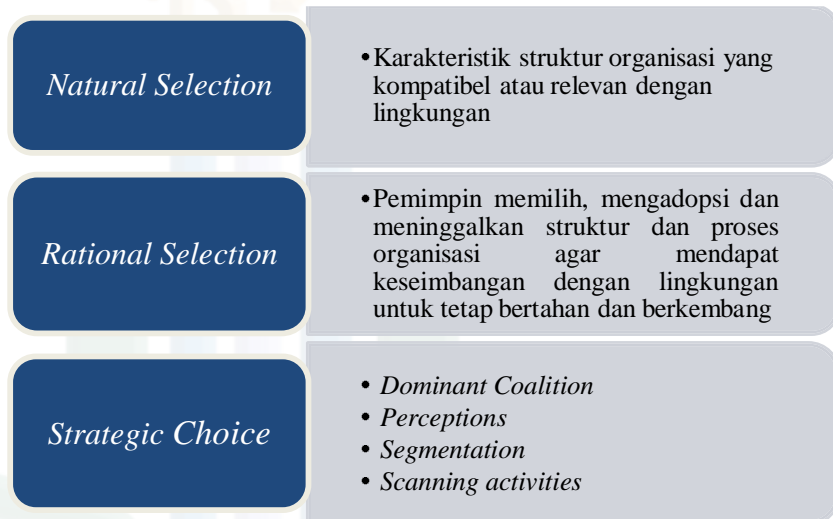 Natural Selection
•Karakteristik struktur organisasi yang
kompatibel atau relevan dengan
lingkungan
Rational Selection
•Pemimpin memilih, mengadopsi dan
meninggalkan struktur dan proses
organisasi agar mendapat
keseimbangan dengan lingkungan
untuk tetap bertahan dan berkembang
Strategic Choice
• Dominant Coalition
• Perceptions
• Segmentation
• Scanning activities